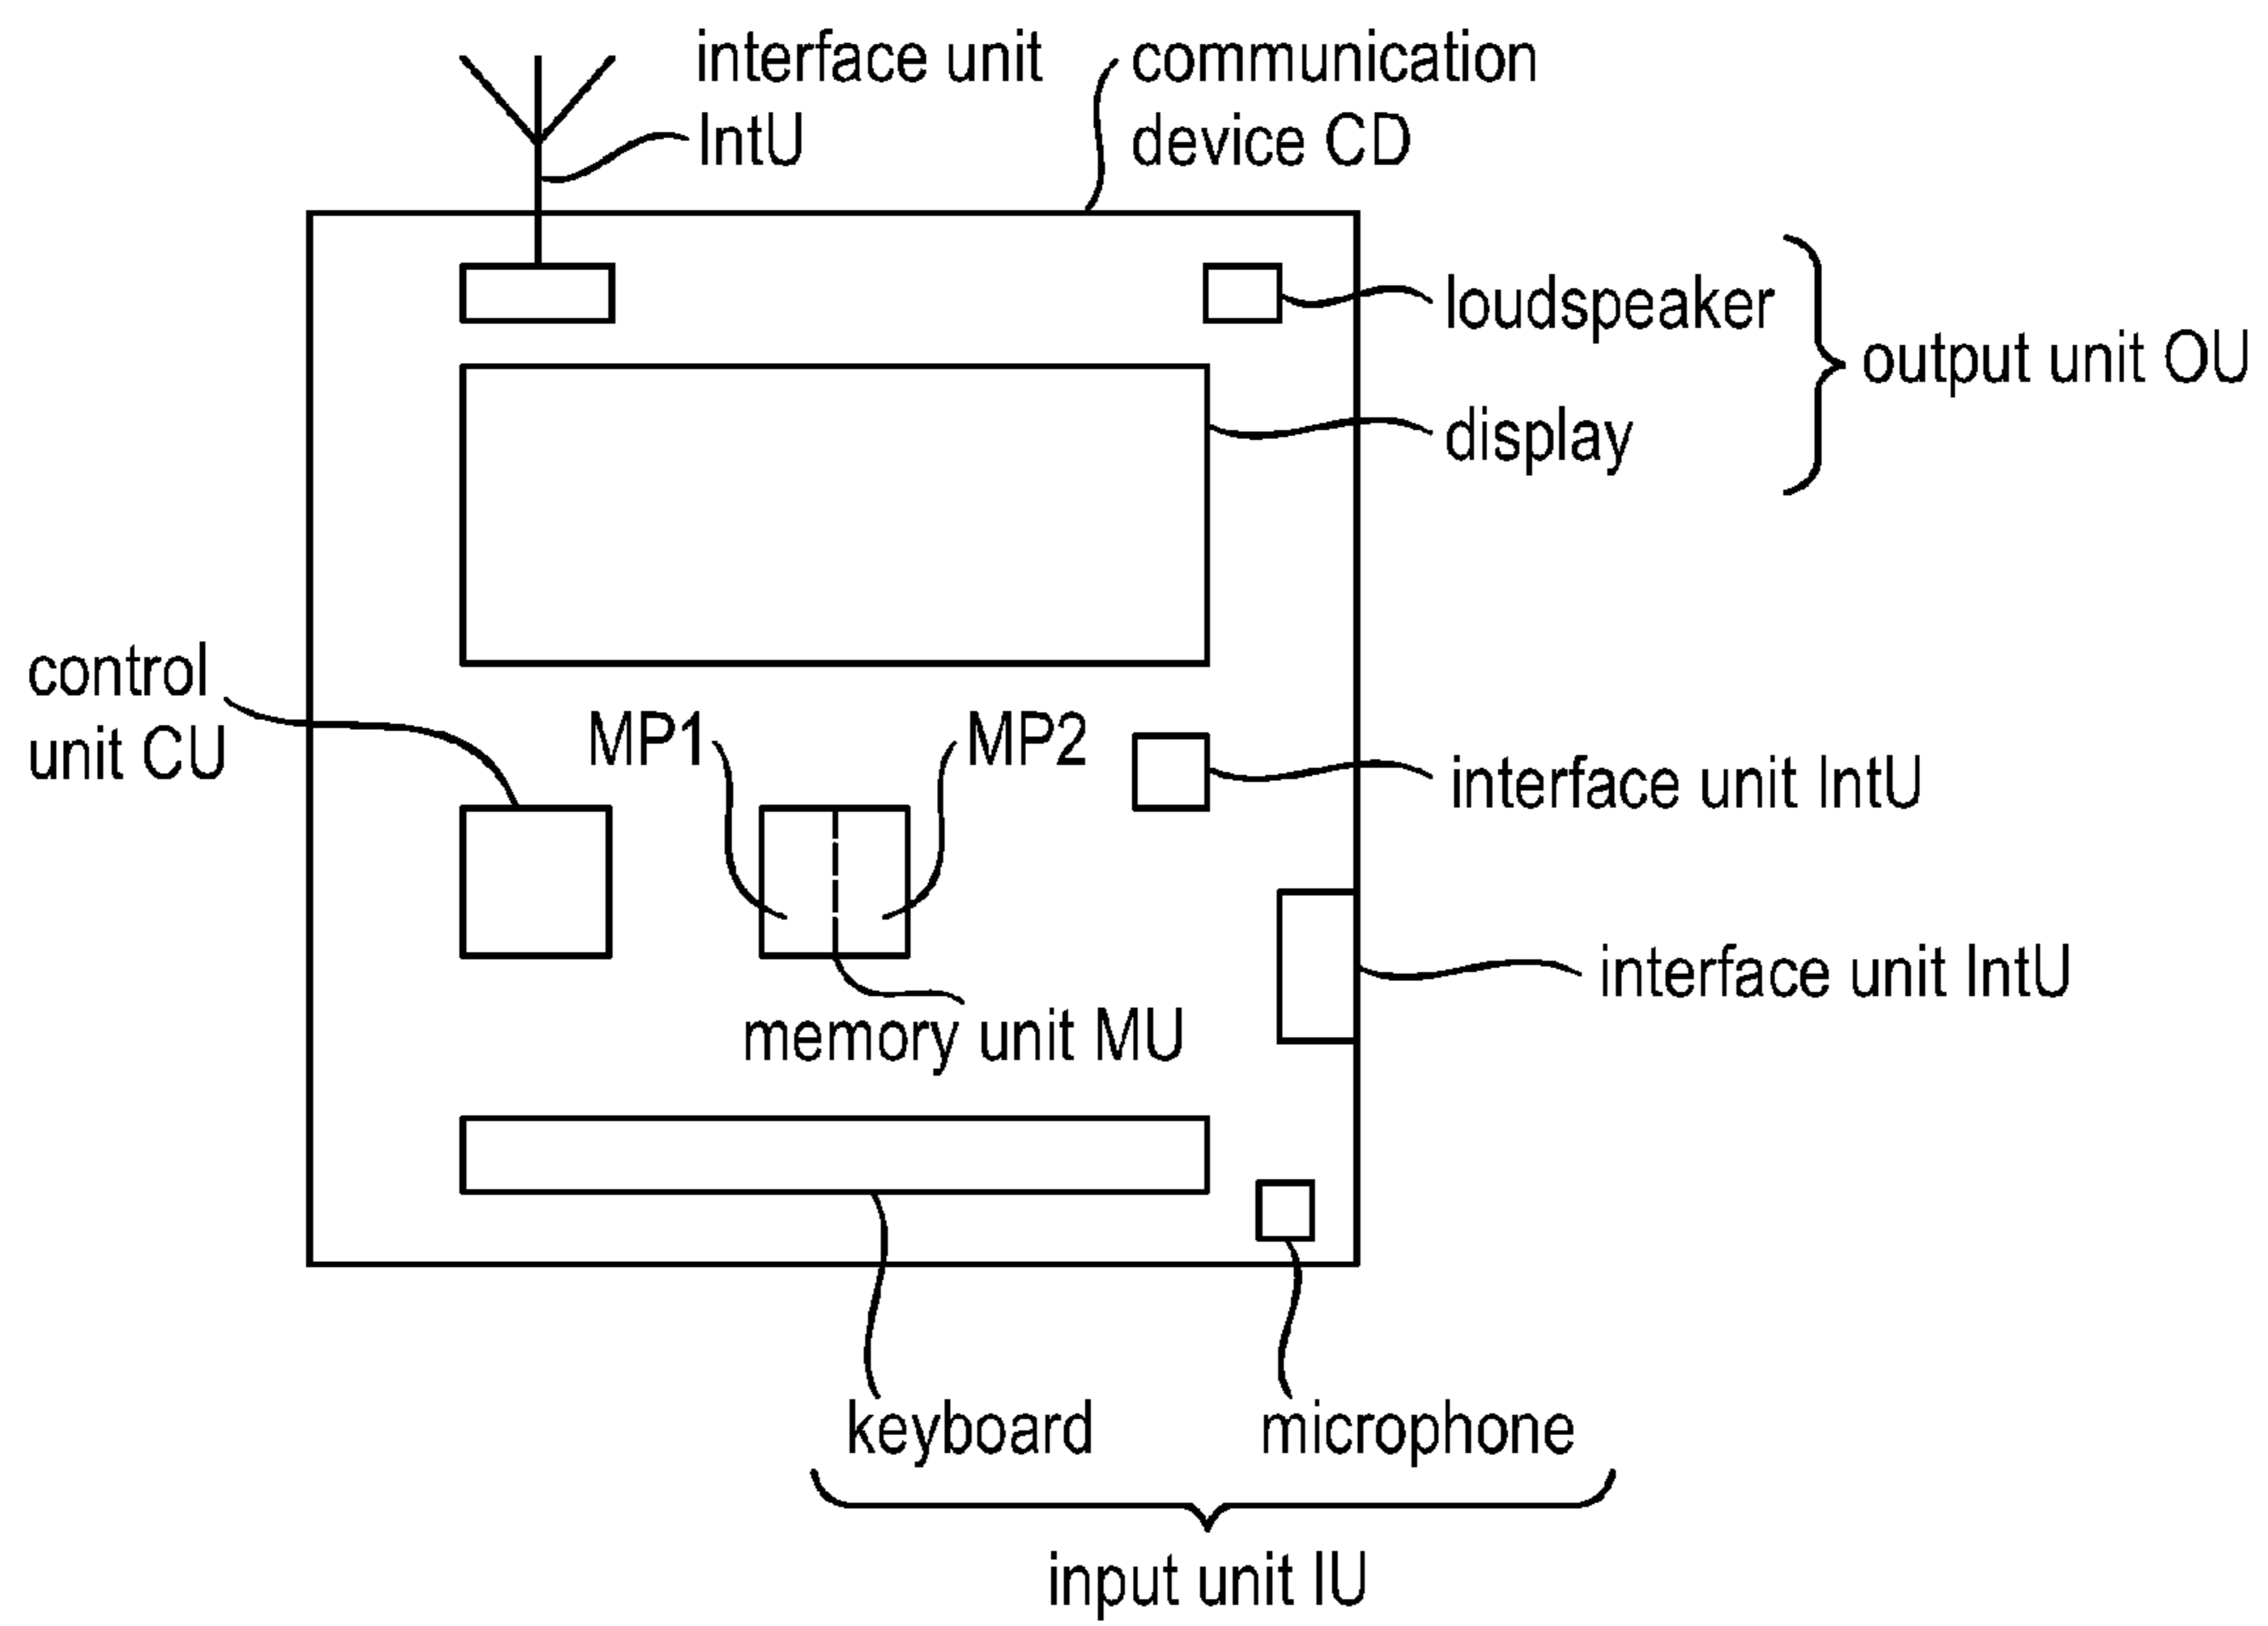 interface unit
IntU
communication
device CD
loudspeaker
output unit OU
display
control
unit CU
MP1
MP2
interface unit IntU
interface unit IntU
memory unit MU
keyboard
microphone
input unit IU